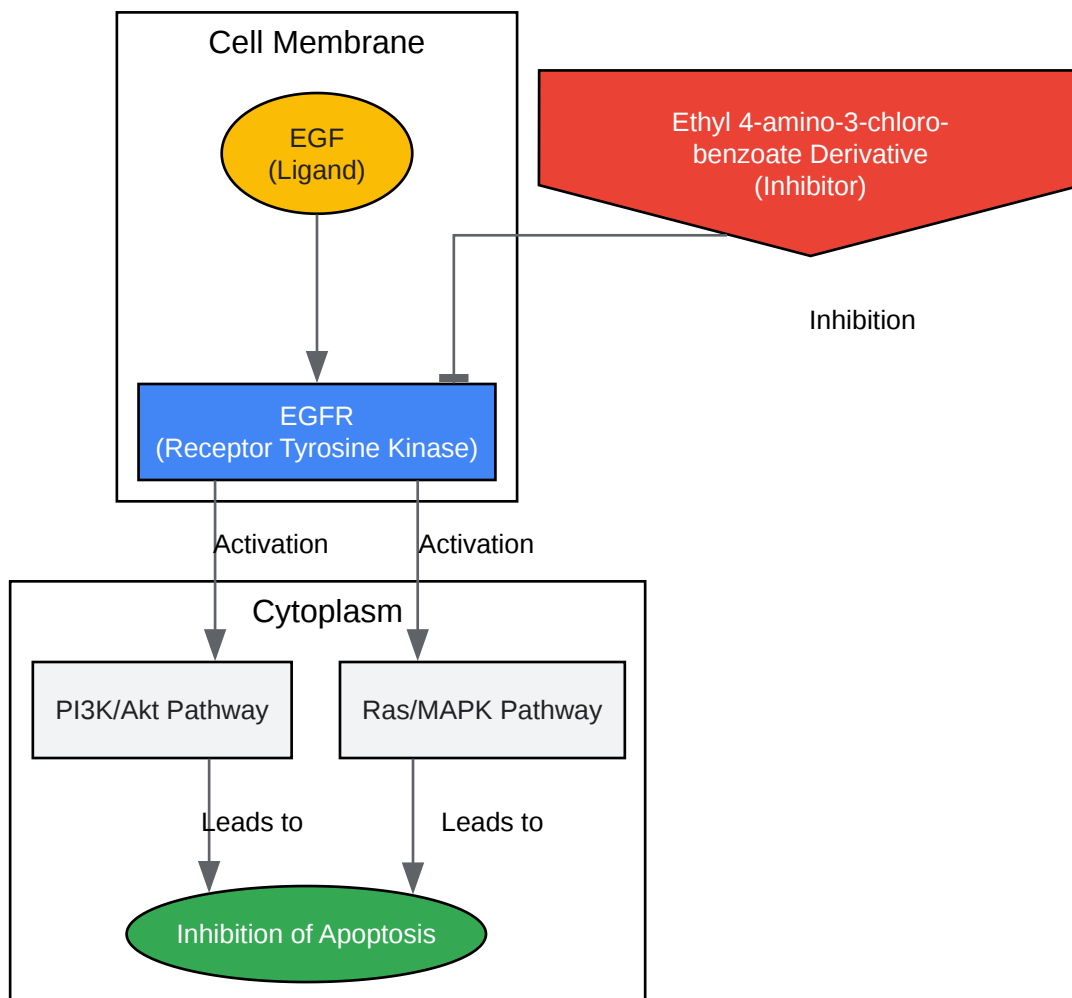 Cell Membrane
EGF
(Ligand)
Ethyl 4-amino-3-chloro-
benzoate Derivative
(Inhibitor)
Inhibition
EGFR
(Receptor Tyrosine Kinase)
Activation
Activation
Cytoplasm
PI3K/Akt Pathway
Ras/MAPK Pathway
Leads to
Leads to
Inhibition of Apoptosis